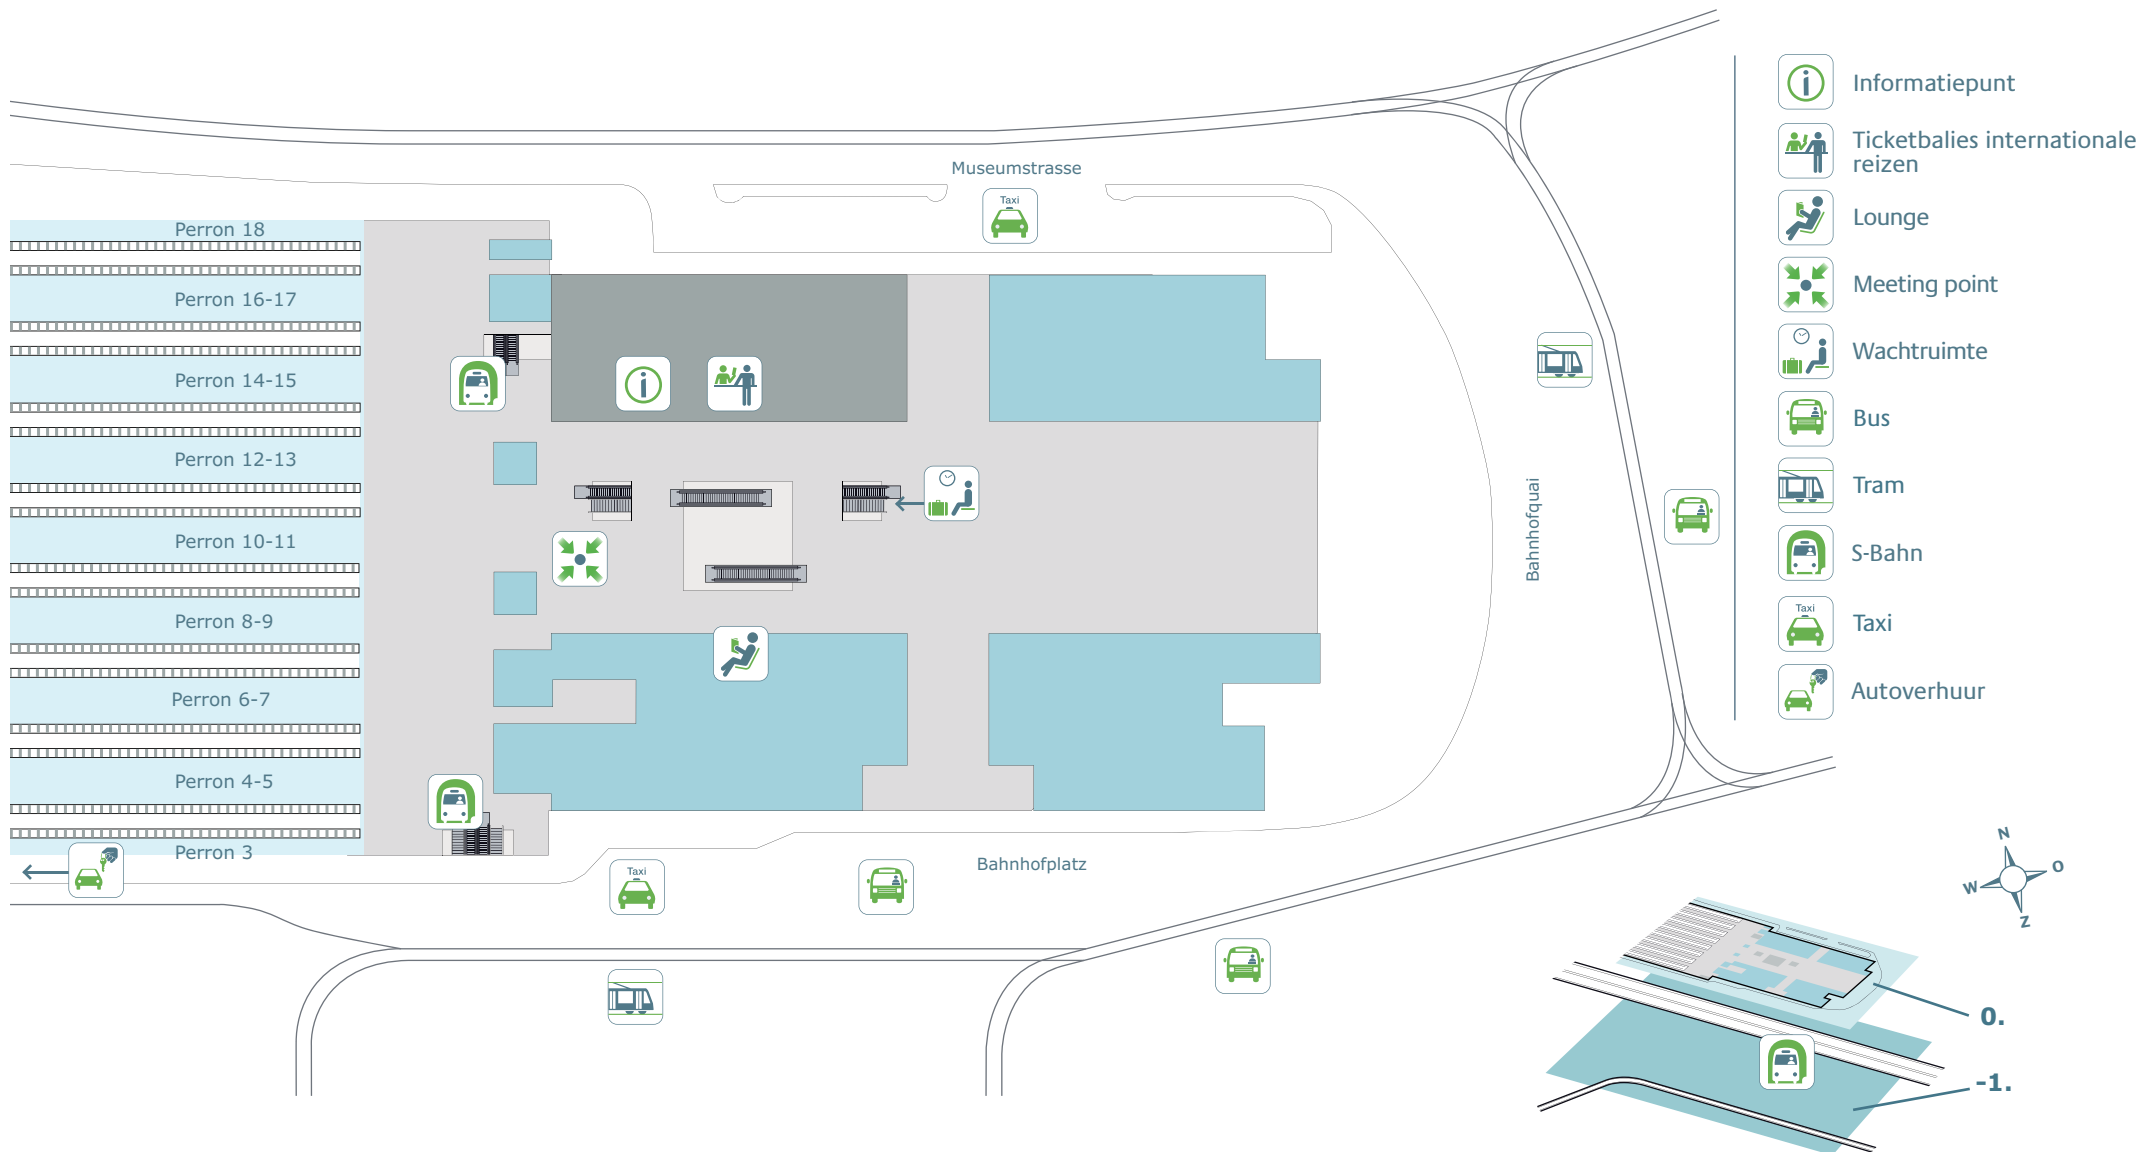 Museumstrasse
Taxi
Perron 18
Perron 16-17
Perron 14-15
Perron 12-13
Perron 10-11
Perron 8-9
Perron 6-7
Perron 4-5
Perron 3
Bahnhofquai
Bahnhofplatz
Taxi
Informatiepunt
Ticketbalies internationale
reizen
Lounge
Meeting point
Wachtruimte
Bus
Tram
S-Bahn
Taxi
Taxi
Autoverhuur
N
O
W
Z
0.
-1.